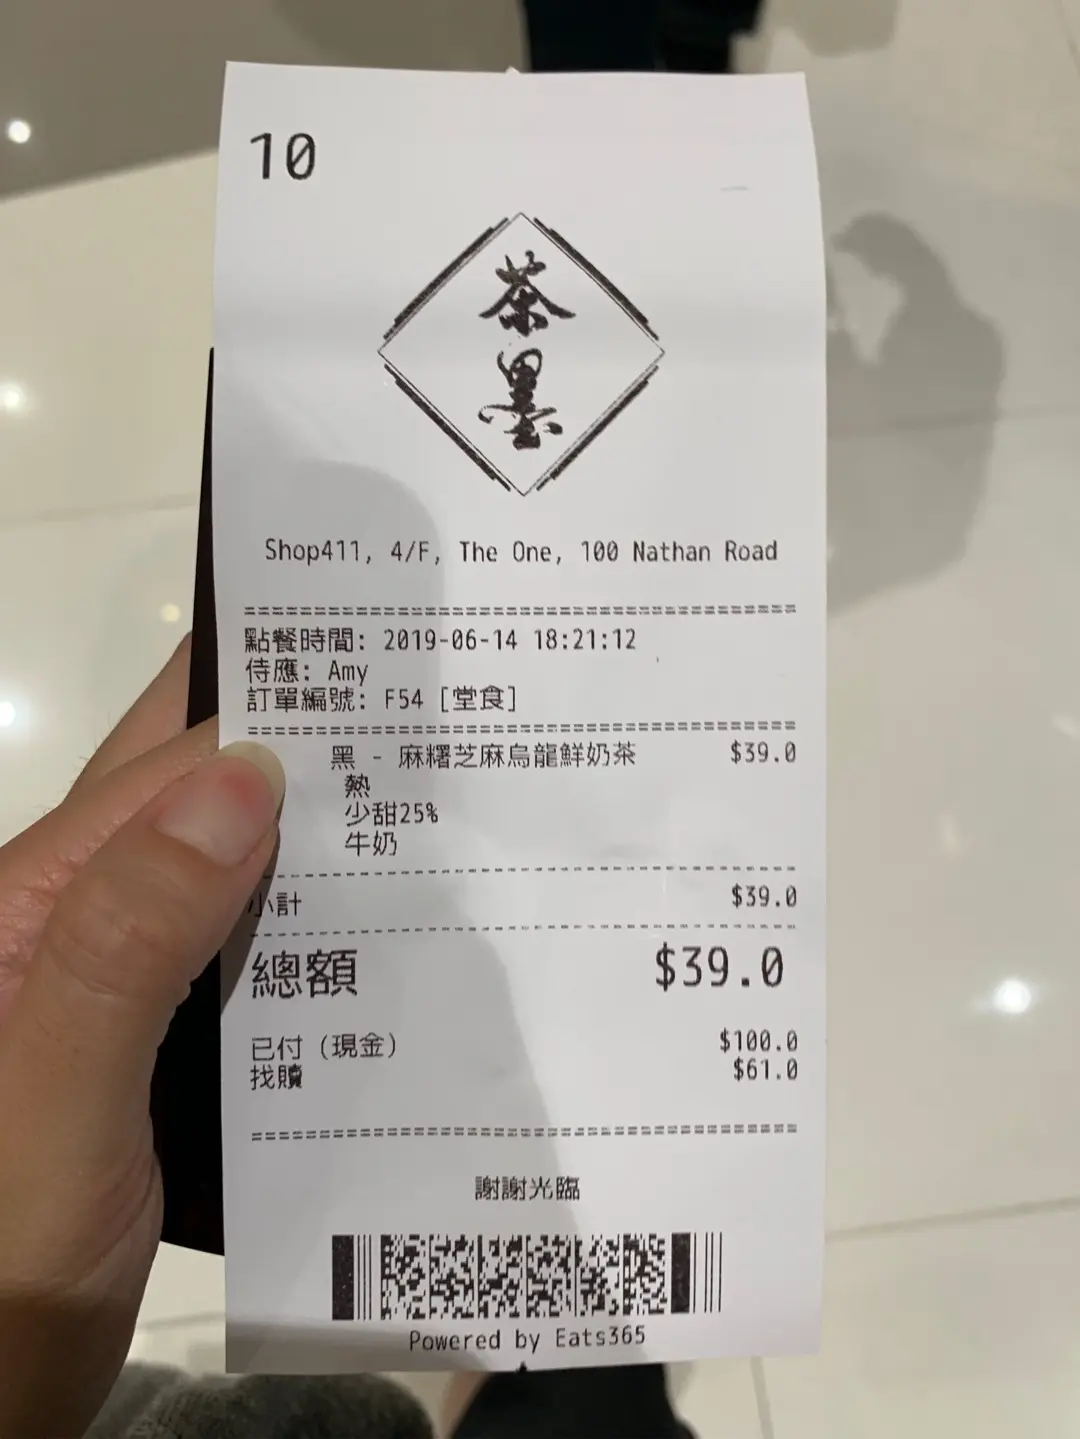 10
茶
墨
Shop411, 4/F, The One, 100 Nathan Road
點餐時間: 2019-06-14 18:21:12
侍應: Amy
訂單編號: F54 [堂食]
黑 - 麻糬芝麻烏龍鮮奶茶 $39.0
熱
少甜25%
牛奶
小計 $39.0
總額 $39.0
已付 (現金) $100.0
找贖 $61.0
謝謝光臨
Powered by Eats365